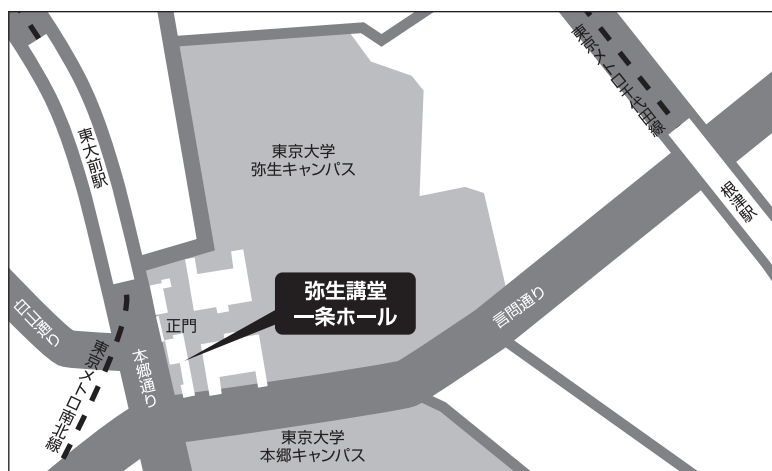 東京メトロ千代田線
東大前駅
東京大学
弥生キャンパス
根津駅
弥生講堂
一条ホール
言問通り
白山通り
正門
本郷通り
東京メトロ南北線
東京大学
本郷キャンパス